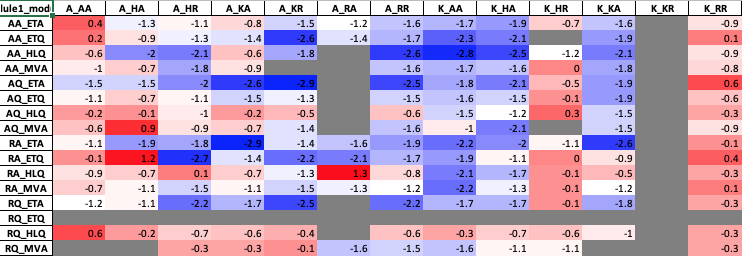 lule1_mod A_AA A_HA A_HR A_KA A_KR A_RA A_RR K_AA K_HA K_HR K_KA K_KR K_RR
AA_ETA 0.4 -1.3 -1.1 -0.8 -1.5 -1.2 -1.6 -1.7 -1.9 -0.7 -1.6 -0.9
AA_ETQ 0.2 -0.9 -1.3 -1.4 -2.6 -1.4 -1.7 -2.3 -2.1 -1.9 0.1
AA_HLQ -0.6 -2 -2.1 -0.6 -1.8 -2.6 -2.8 -2.5 -1.2 -2.1 -0.9
AA_MVA -1 -0.7 -1.8 -0.9 -1.6 -1.7 -1.6 0 -1.8 -0.8
AQ_ETA -1.5 -1.5 -2 -2.6 -2.9 -2.5 -1.8 -2.1 -0.5 -1.9 0.6
AQ_ETQ -1.1 -0.7 -1.1 -1.5 -1.3 -1.5 -1.6 -1.5 -0.1 -1.9 -0.6
AQ_HLQ -0.2 -0.1 -1 -0.2 -0.5 -0.6 -1.5 -1.2 0.3 -1.5 -0.3
AQ_MVA -0.6 0.9 -0.9 -0.7 -1.4 -1.6 -1 -2.1 -1.5 -0.9
RA_ETA -1.1 -1.9 -1.8 -2.9 -1.4 -1.6 -1.9 -2.2 -2 -1.1 -2.6 -0.1
RA_ETQ -0.1 1.2 -2.7 -1.4 -2.2 -2.1 -1.7 -1.9 -1.1 0 -0.9 0.4
RA_HLQ -0.9 -0.7 0.1 -0.7 -1.3 1.3 -0.8 -2.1 -1.7 -0.1 -0.5 -0.3
RA_MVA -0.7 -1.1 -1.5 -1.1 -1.5 -1.3 -1.2 -2.2 -1.3 -0.1 -1.2 0.1
RQ_ETA -1.2 -1.1 -2.2 -1.7 -2.5 -2.2 -1.7 -1.7 -0.1 -1.8 -0.3
RQ_ETQ
RQ_HLQ 0.6 -0.2 -0.7 -0.6 -0.4 -0.6 -0.3 -0.7 -0.6 -1 -0.3
RQ_MVA -0.3 -0.3 -0.1 -1.6 -1.5 -1.6 -1.1 -1.1 -0.3